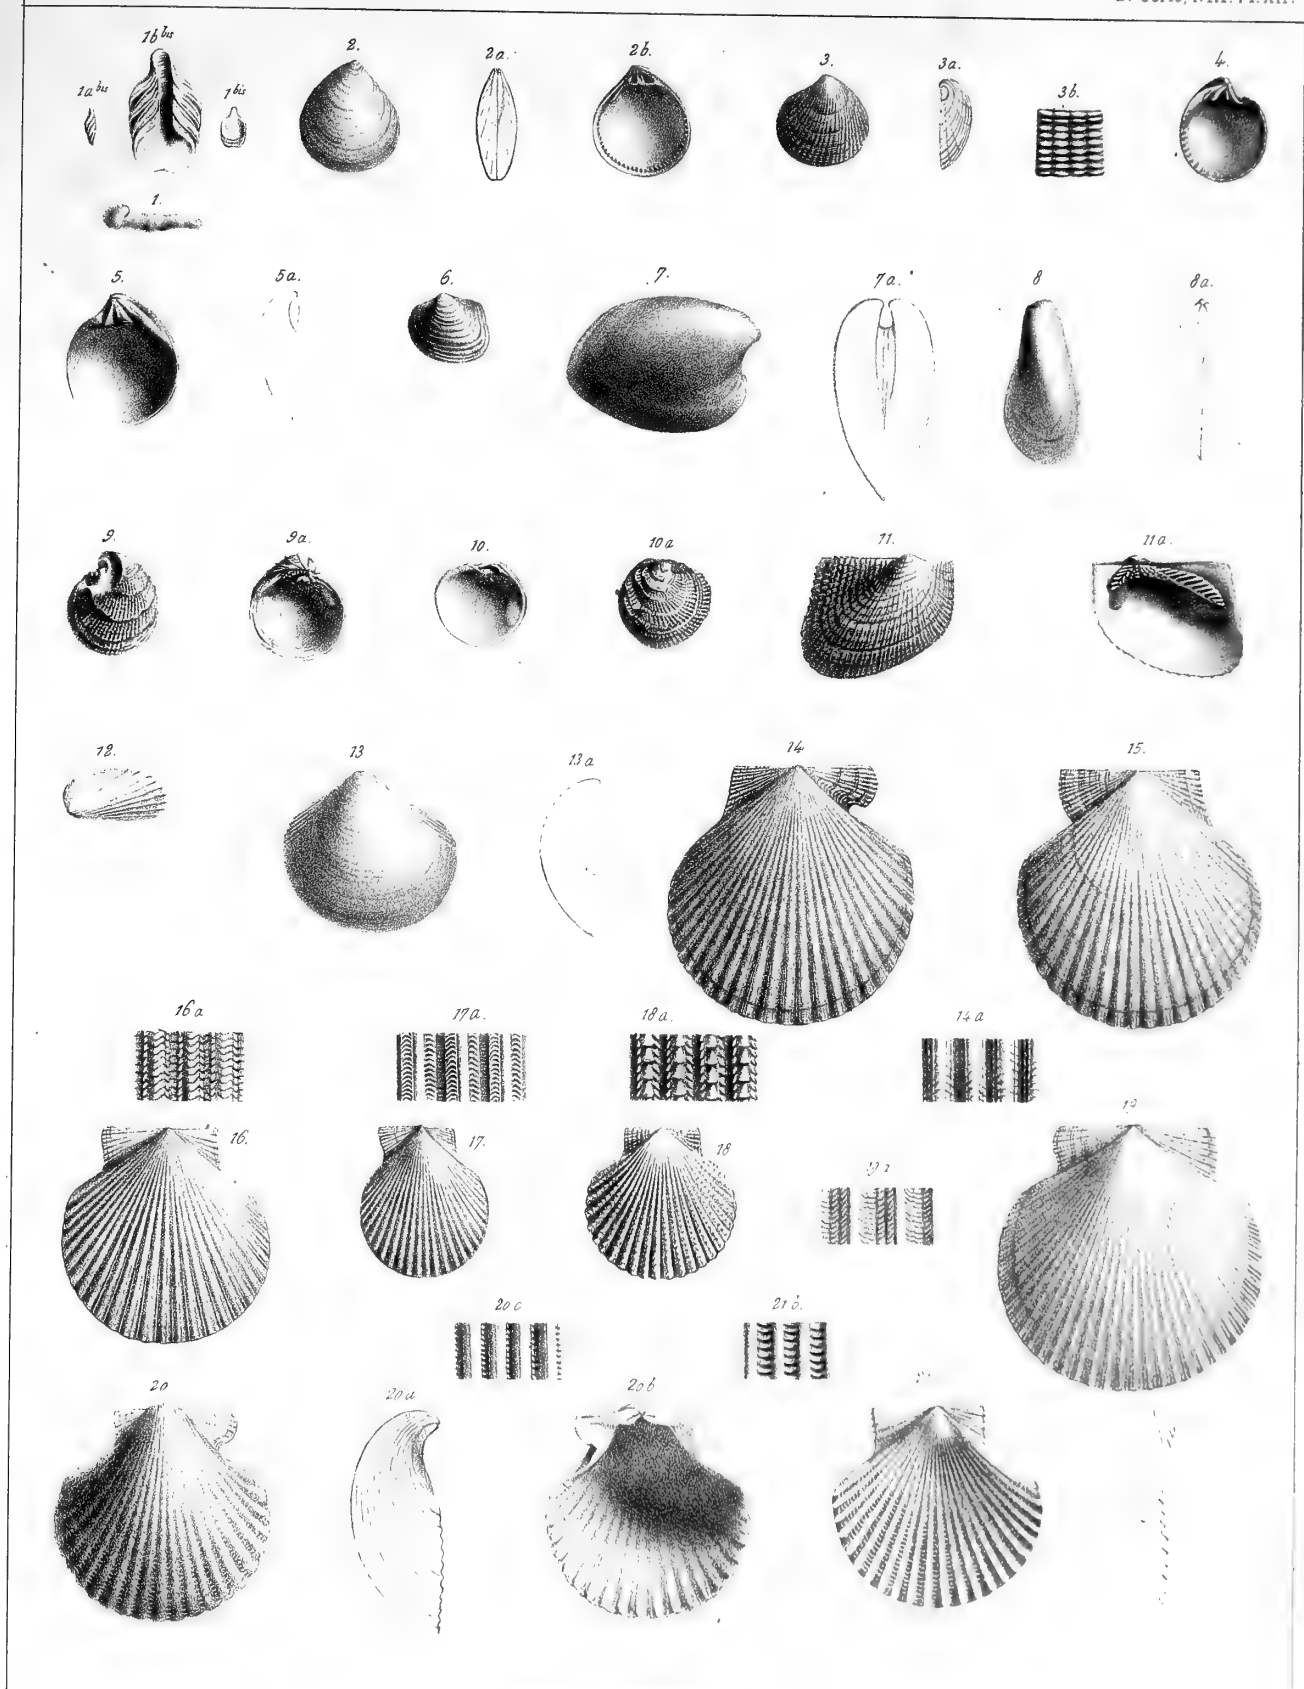 1b bis
2.
2a.
2b.
3.
3a.
4.
1a bis
1 bis
3b.
1.
5.
5a.
6.
7.
7a.
8
8a.
9.
9a.
10.
10a
11.
11a.
12.
13
13a
14
15.
16a
17a.
18a.
14a
19
16.
17.
18
20c
21b.
20
20a
20b